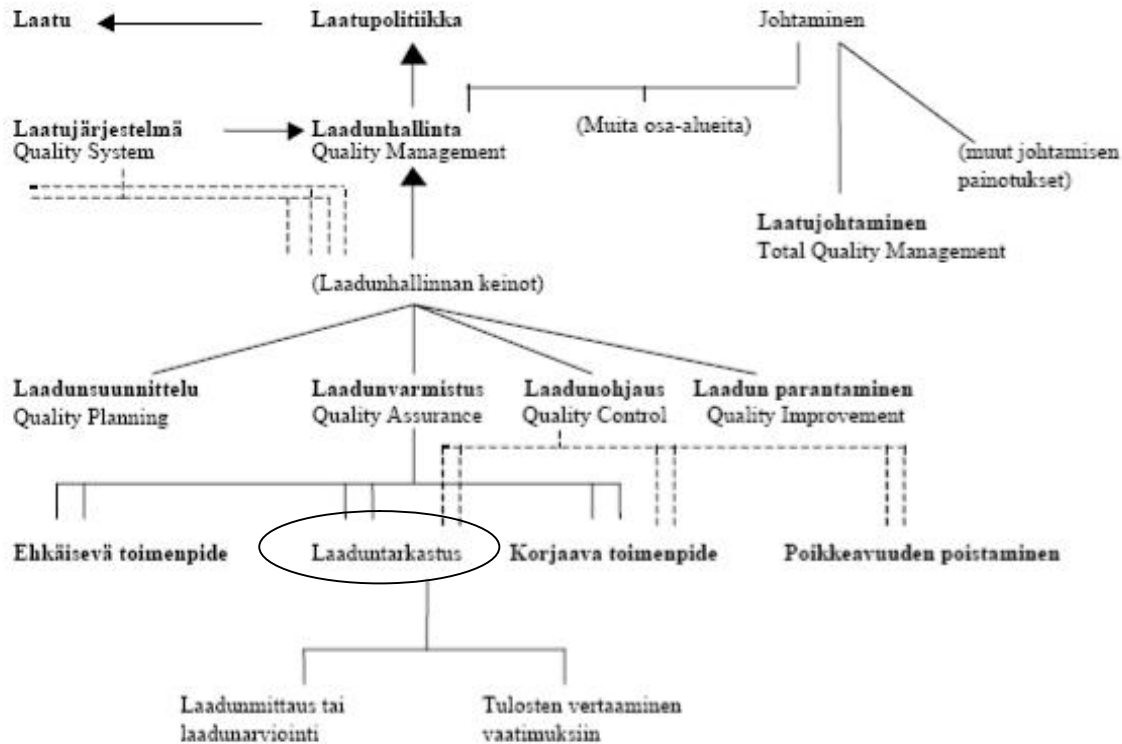 Laatu
Laatupolitiikka
Johtaminen
Laatujärjestelmä
Quality System
Laadunhallinta
Quality Management
(Muita osa-alueita)
(muut johtamisen
painotukset)
Laatujohtaminen
Total Quality Management
(Laadunhallinnan keinot)
Laadunsuunnittelu
Quality Planning
Laadunvarmistus
Quality Assurance
Laadunohjaus
Quality Control
Laadun parantaminen
Quality Improvement
Ehkäisevä toimenpide
Laaduntarkastus
Korjaava toimenpide
Poikkeavuuden poistaminen
Laadunmittaus tai
laadunarviointi
Tulosten vertaaminen
vaatimuksiin